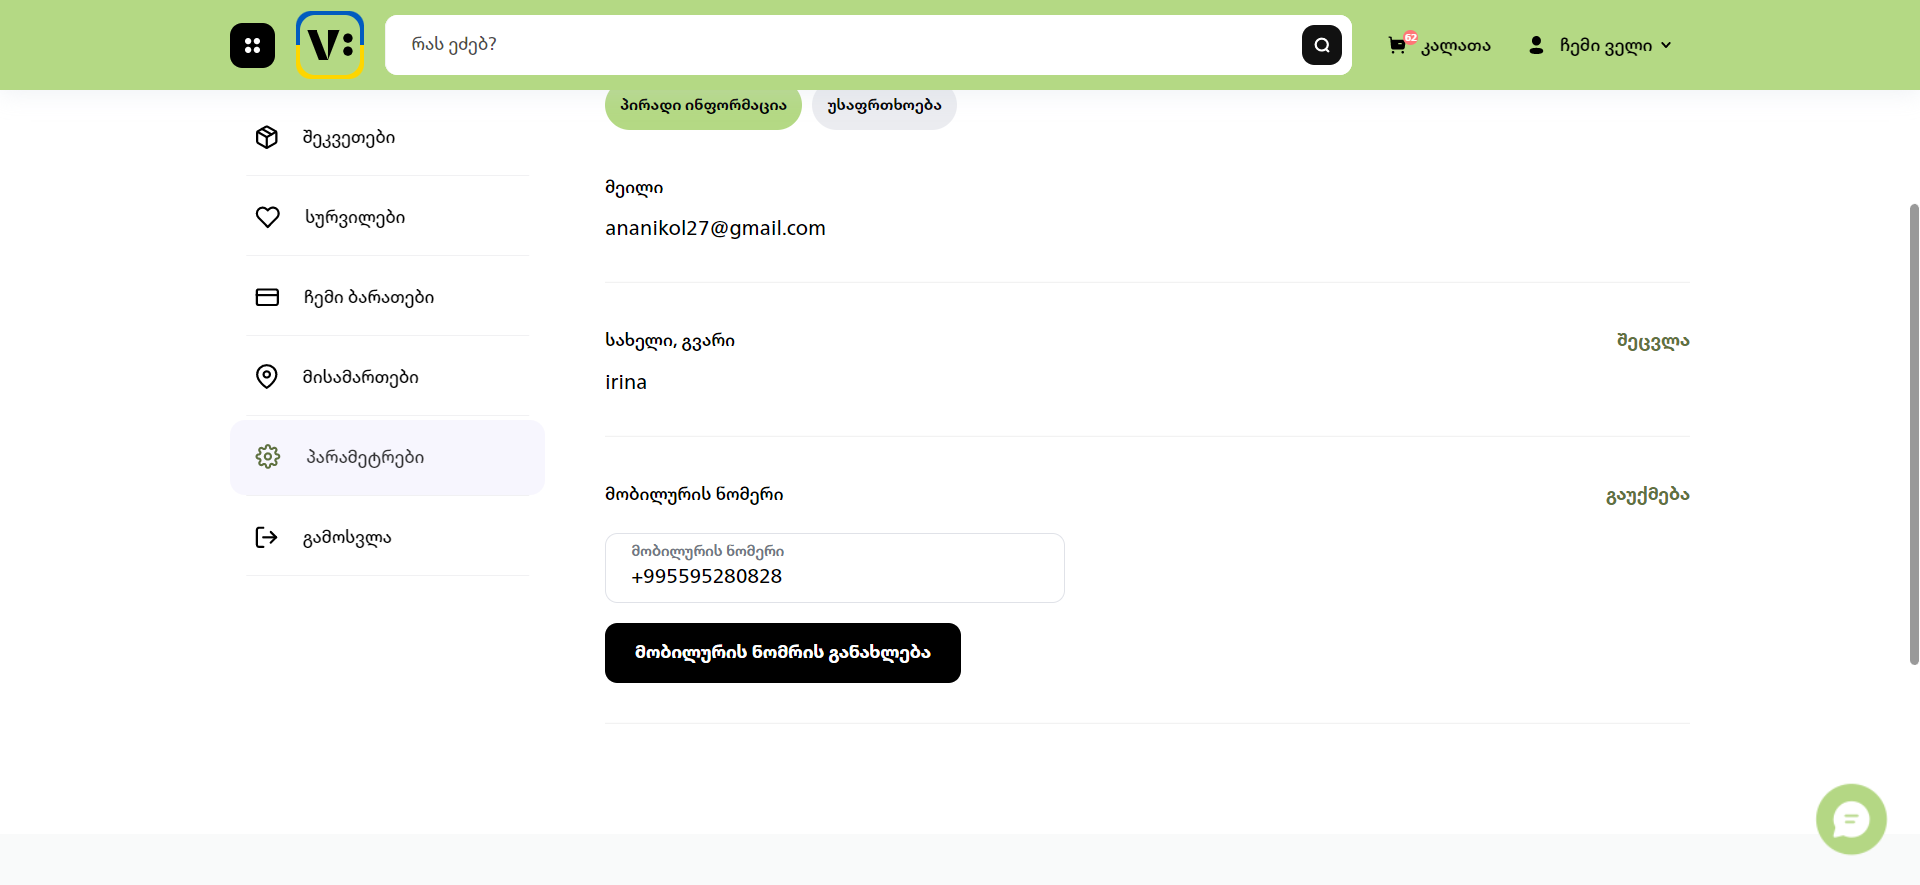 V:
რას ეძებ?
62
კალათა
ჩემი ველი
პირადი ინფორმაცია
უსაფრთხოება
შეკვეთები
სურვილები
ჩემი ბარათები
მისამართები
პარამეტრები
გამოსვლა
მეილი
ananikol27@gmail.com
სახელი, გვარი
შეცვლა
irina
მობილურის ნომერი
გაუქმება
მობილურის ნომერი
+995595280828
მობილურის ნომრის განახლება